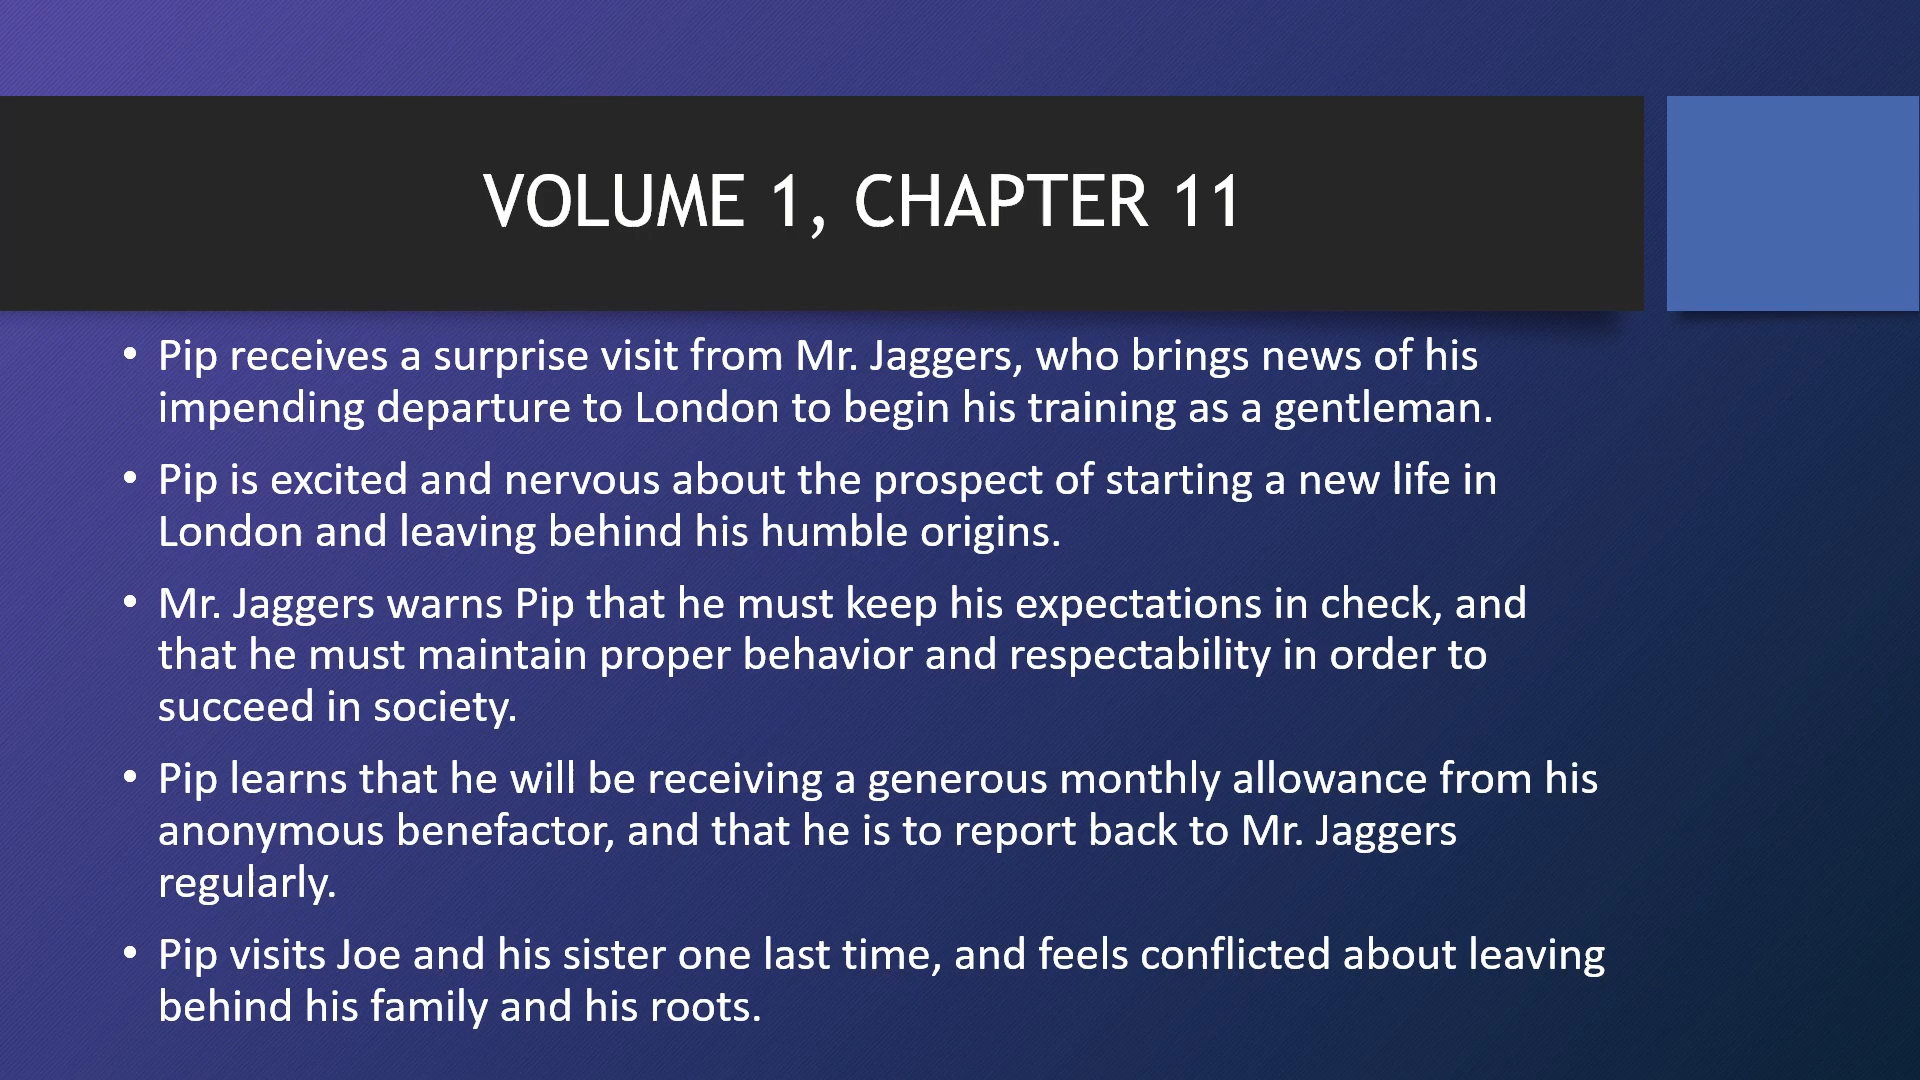 VOLUME 1, CHAPTER 11
• Pip receives a surprise visit from Mr. Jaggers, who brings news of his
impending departure to London to begin his training as a gentleman.
• Pip is excited and nervous about the prospect of starting a new life in
London and leaving behind his humble origins.
• Mr. Jaggers warns Pip that he must keep his expectations in check, and
that he must maintain proper behavior and respectability in order to
succeed in society.
• Pip learns that he will be receiving a generous monthly allowance from his
anonymous benefactor, and that he is to report back to Mr. Jaggers
regularly.
• Pip visits Joe and his sister one last time, and feels conflicted about leaving
behind his family and his roots.